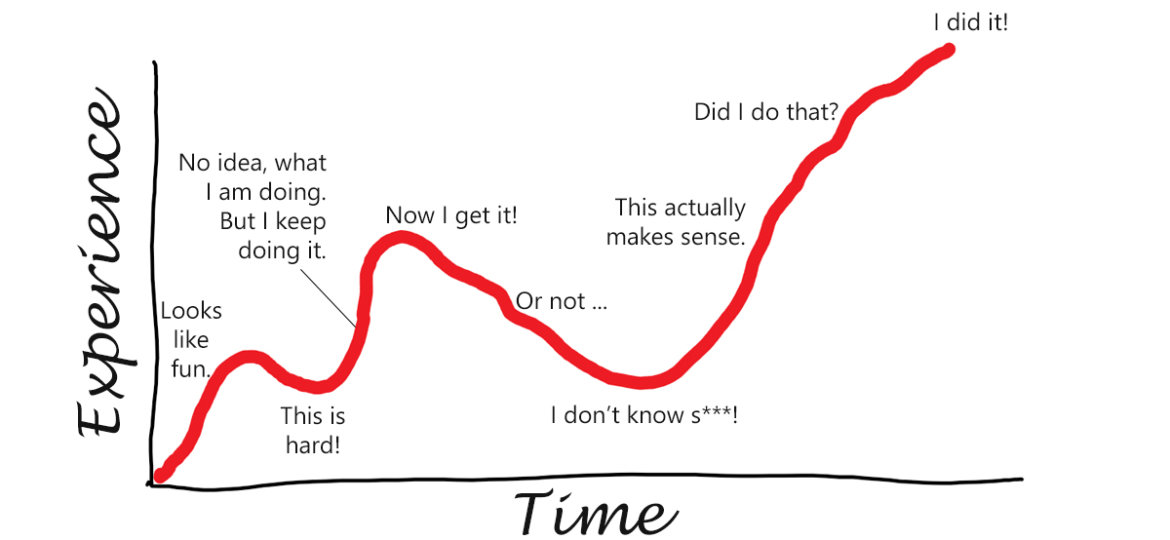 I did it!
Did I do that?
No idea, what
I am doing.
But I keep
doing it.
Now I get it!
This actually
makes sense.
Experience
Looks
like
fun.
Or not ...
This is
hard!
I don’t know s***!
Time